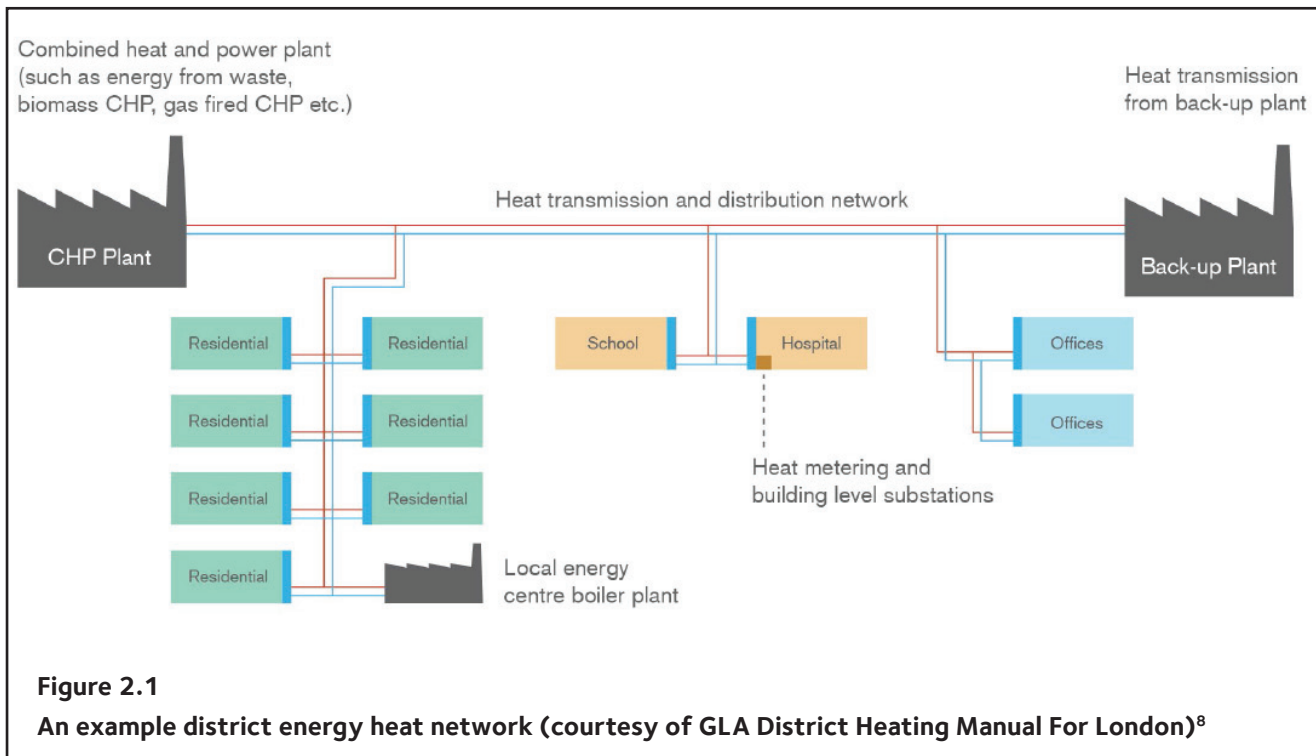 Combined heat and power plant
(such as energy from waste,
biomass CHP, gas fired CHP etc.)
Heat transmission
from back-up plant
Heat transmission and distribution network
CHP Plant
Back-up Plant
Residential
Residential
School
Hospital
Offices
Residential
Residential
Offices
Heat metering and
building level substations
Residential
Residential
Residential
Local energy
centre boiler plant
Figure 2.1
An example district energy heat network (courtesy of GLA District Heating Manual For London)⁸